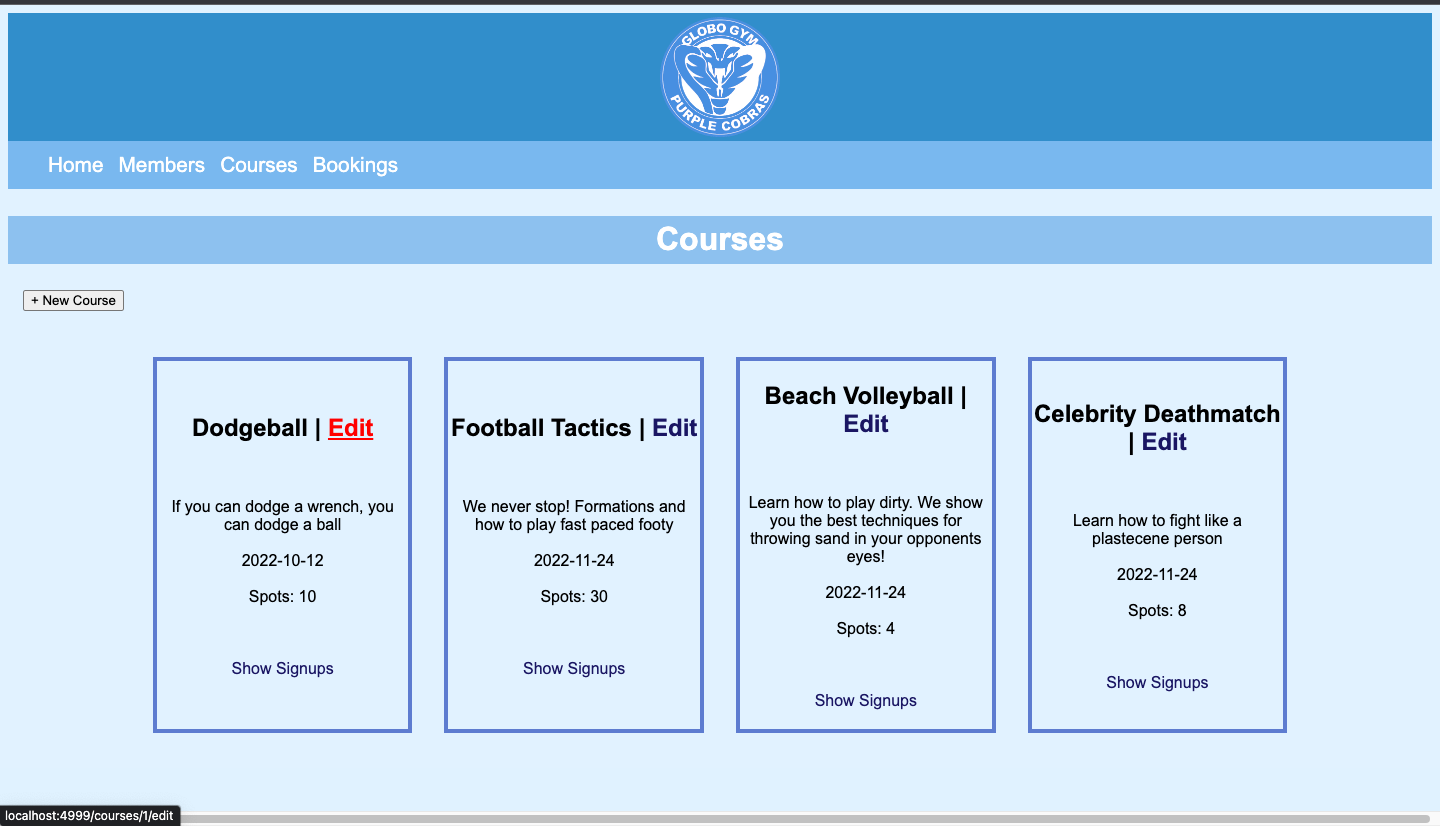 GLOBO GYM
PURPLE COBRAS
Home Members Courses Bookings
Courses
+ New Course
Dodgeball | Edit
If you can dodge a wrench, you
can dodge a ball
2022-10-12
Spots: 10
Show Signups
Football Tactics | Edit
We never stop! Formations and
how to play fast paced footy
2022-11-24
Spots: 30
Show Signups
Beach Volleyball |
Edit
Learn how to play dirty. We show
you the best techniques for
throwing sand in your opponents
eyes!
2022-11-24
Spots: 4
Show Signups
Celebrity Deathmatch
| Edit
Learn how to fight like a
plastecene person
2022-11-24
Spots: 8
Show Signups
localhost:4999/courses/1/edit